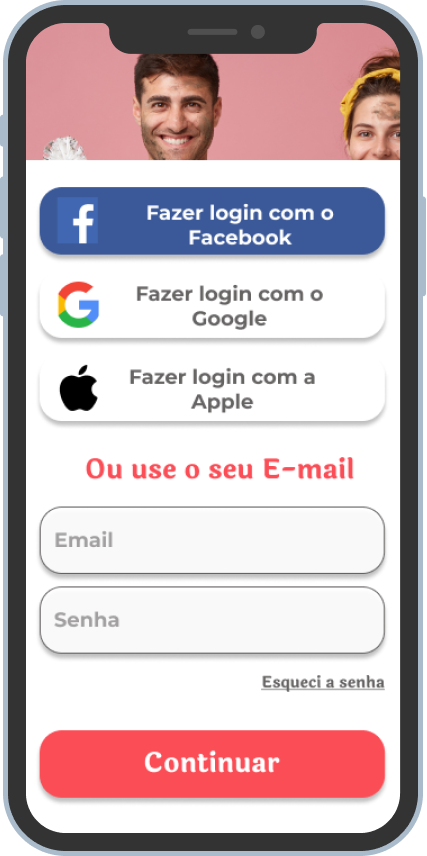 Fazer login com o
Facebook
Fazer login com o
Google
Fazer login com a
Apple
Ou use o seu E-mail
Email
Senha
Esqueci a senha
Continuar